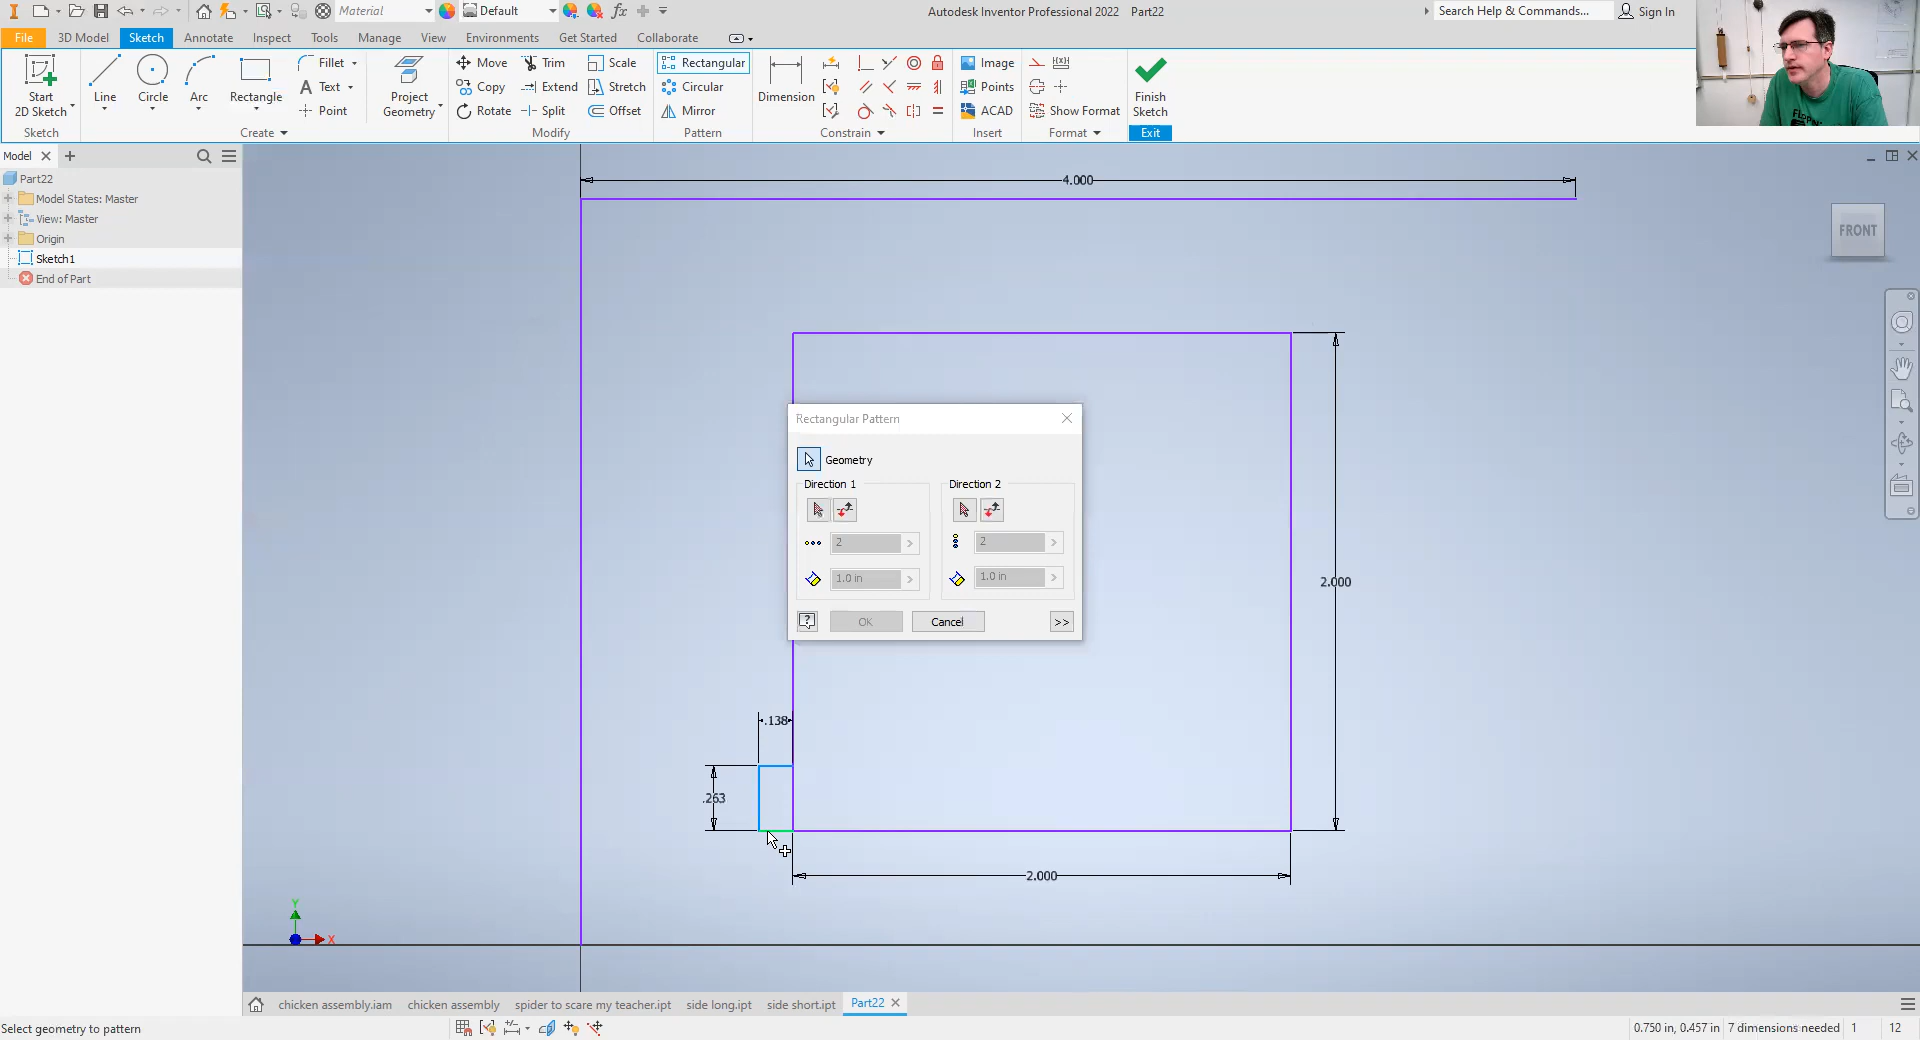 Material
Default
Autodesk Inventor Professional 2022 Part22
Search Help & Commands...
Sign In
File
3D Model
Sketch
Annotate
Inspect
Tools
Manage
View
Environments
Get Started
Collaborate
Start
2D Sketch
Line
Circle
Arc
Rectangle
Fillet
Text
Point
Project
Geometry
Move
Copy
Rotate
Trim
Extend
Split
Scale
Stretch
Offset
Rectangular
Circular
Mirror
Dimension
Image
Points
ACAD
Show Format
Finish
Sketch
Sketch
Create
Modify
Pattern
Constrain
Insert
Format
Exit
Model
Part22
Model States: Master
View: Master
Origin
Sketch1
End of Part
4.000
FRONT
Rectangular Pattern
Geometry
Direction 1
Direction 2
2
2
1.0 in
1.0 in
OK
Cancel
>>
2.000
.138
.263
2.000
Y
X
chicken assembly.iam
chicken assembly
spider to scare my teacher.ipt
side long.ipt
side short.ipt
Part22
Select geometry to pattern
0.750 in, 0.457 in
7 dimensions needed
1
12